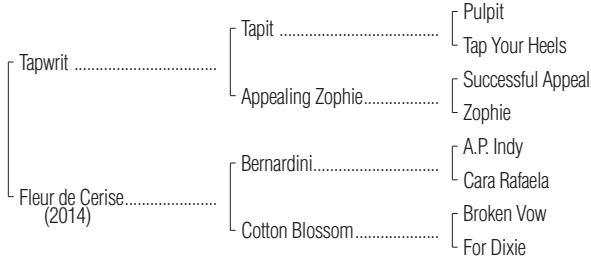 Pulpit
Tapit ......................................
Tap Your Heels
Tapwrit ..................................
Successful Appeal
Appealing Zophie..................
Zophie
A.P. Indy
Bernardini..............................
Cara Rafaela
Fleur de Cerise......................
(2014)
Broken Vow
Cotton Blossom....................
For Dixie